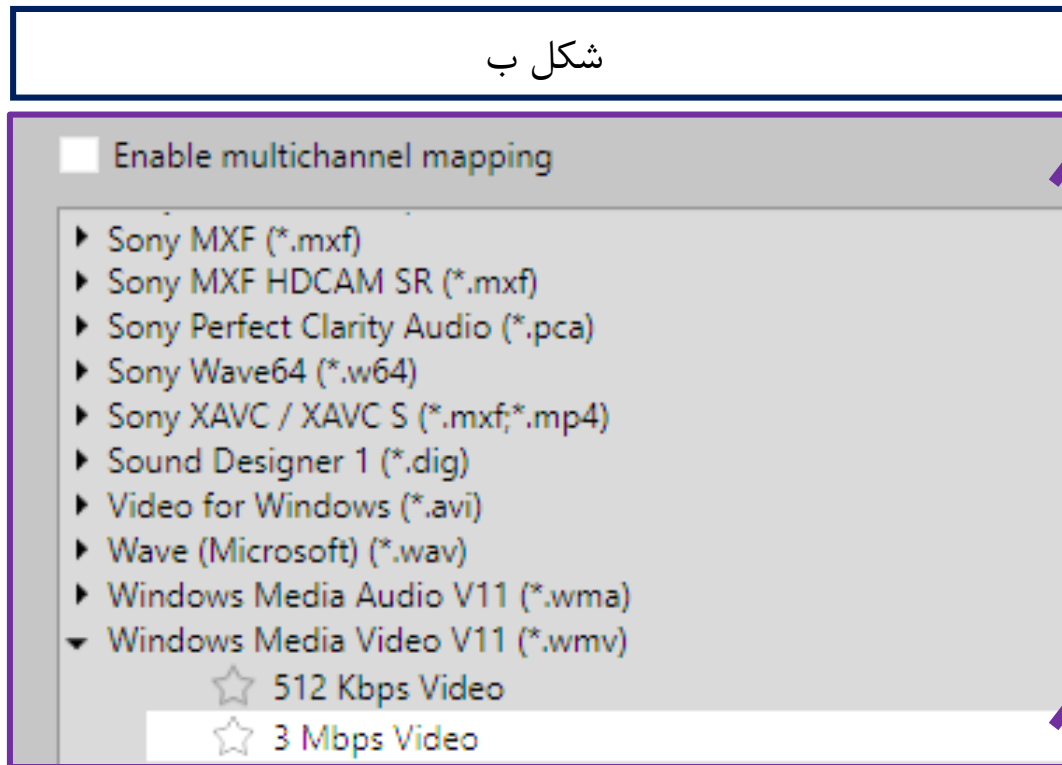 شكل ب
Enable multichannel mapping
Sony MXF (*.mxf)
Sony MXF HDCAM SR (*.mxf)
Sony Perfect Clarity Audio (*.pca)
Sony Wave64 (*.w64)
Sony XAVC / XAVC S (*.mxf;*.mp4)
Sound Designer 1 (*.dig)
Video for Windows (*.avi)
Wave (Microsoft) (*.wav)
Windows Media Audio V11 (*.wma)
Windows Media Video V11 (*.wmv)
512 Kbps Video
3 Mbps Video